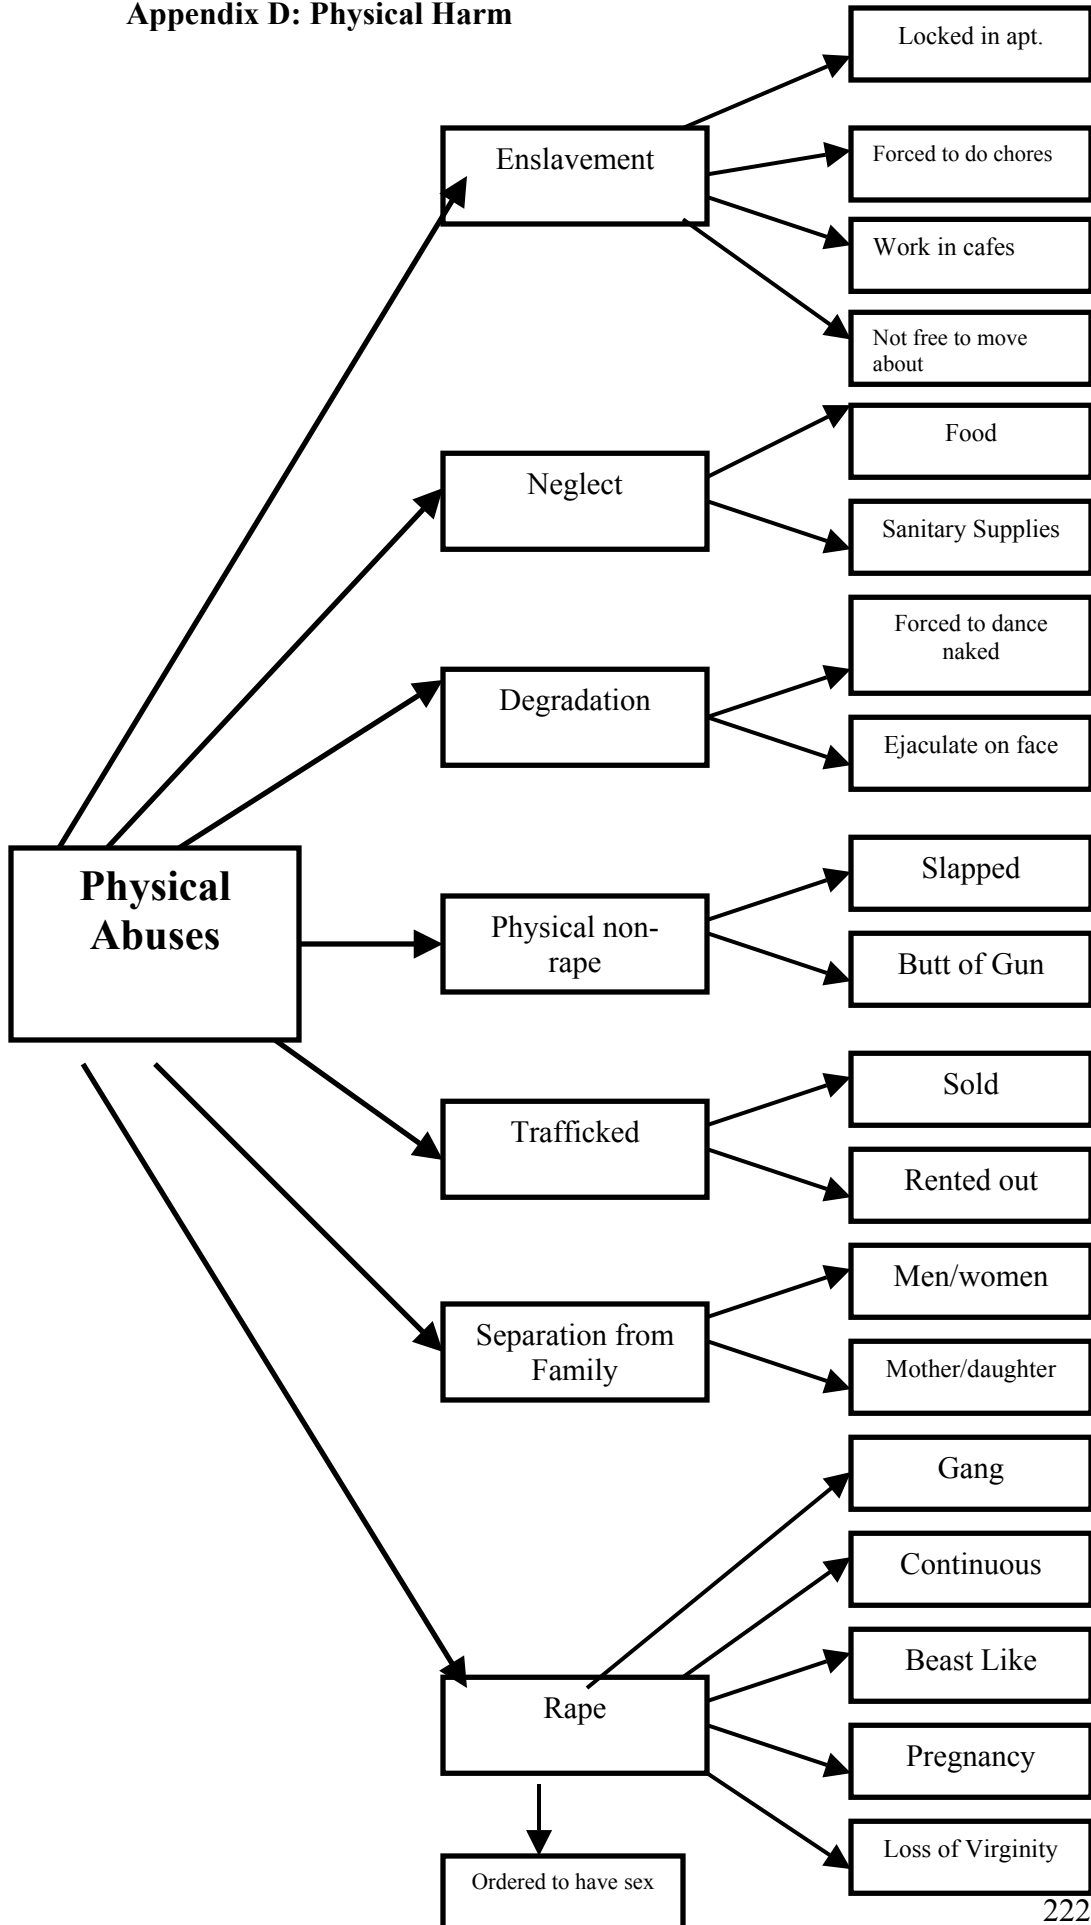 Appendix D: Physical Harm
Locked in apt.
Enslavement
Forced to do chores
Work in cafes
Not free to move
about
Food
Neglect
Sanitary Supplies
Forced to dance
naked
Degradation
Ejaculate on face
Physical
Abuses
Slapped
Physical non-
rape
Butt of Gun
Sold
Trafficked
Rented out
Men/women
Separation from
Family
Mother/daughter
Gang
Continuous
Beast Like
Rape
Pregnancy
Loss of Virginity
Ordered to have sex
222